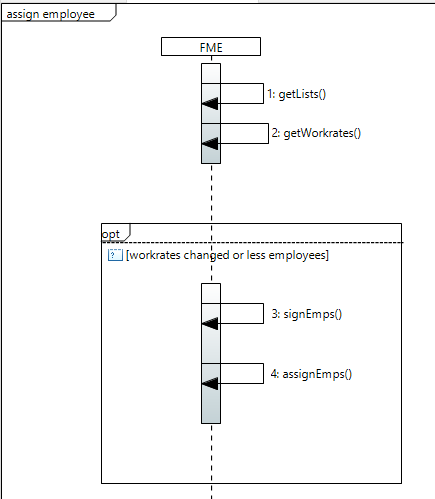 assign employee
FME
1: getLists()
2: getWorkrates()
opt
? [workrates changed or less employees]
3: signEmps()
4: assignEmps()